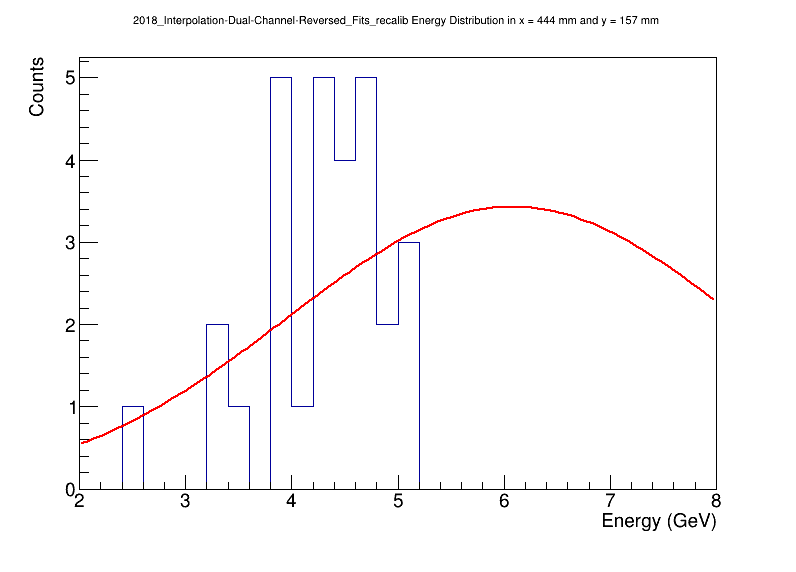 2018_Interpolation-Dual-Channel-Reversed_Fits_recalib Energy Distribution in x = 444 mm and y = 157 mm
Counts
5
4
3
2
1
0
2 3 4 5 6 7 8
Energy (GeV)